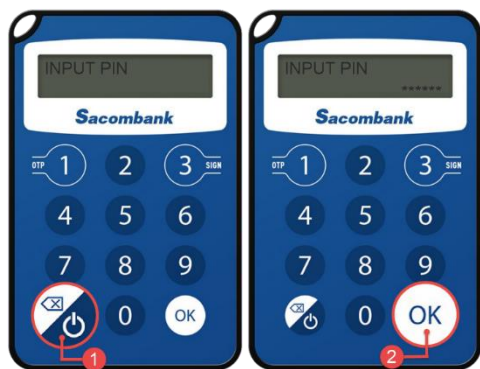 INPUT PIN
Sacombank
OTP 1 2 3 SIGN
4 5 6
7 8 9
0 OK
1
INPUT PIN
******
Sacombank
OTP 1 2 3 SIGN
4 5 6
7 8 9
0 OK
2